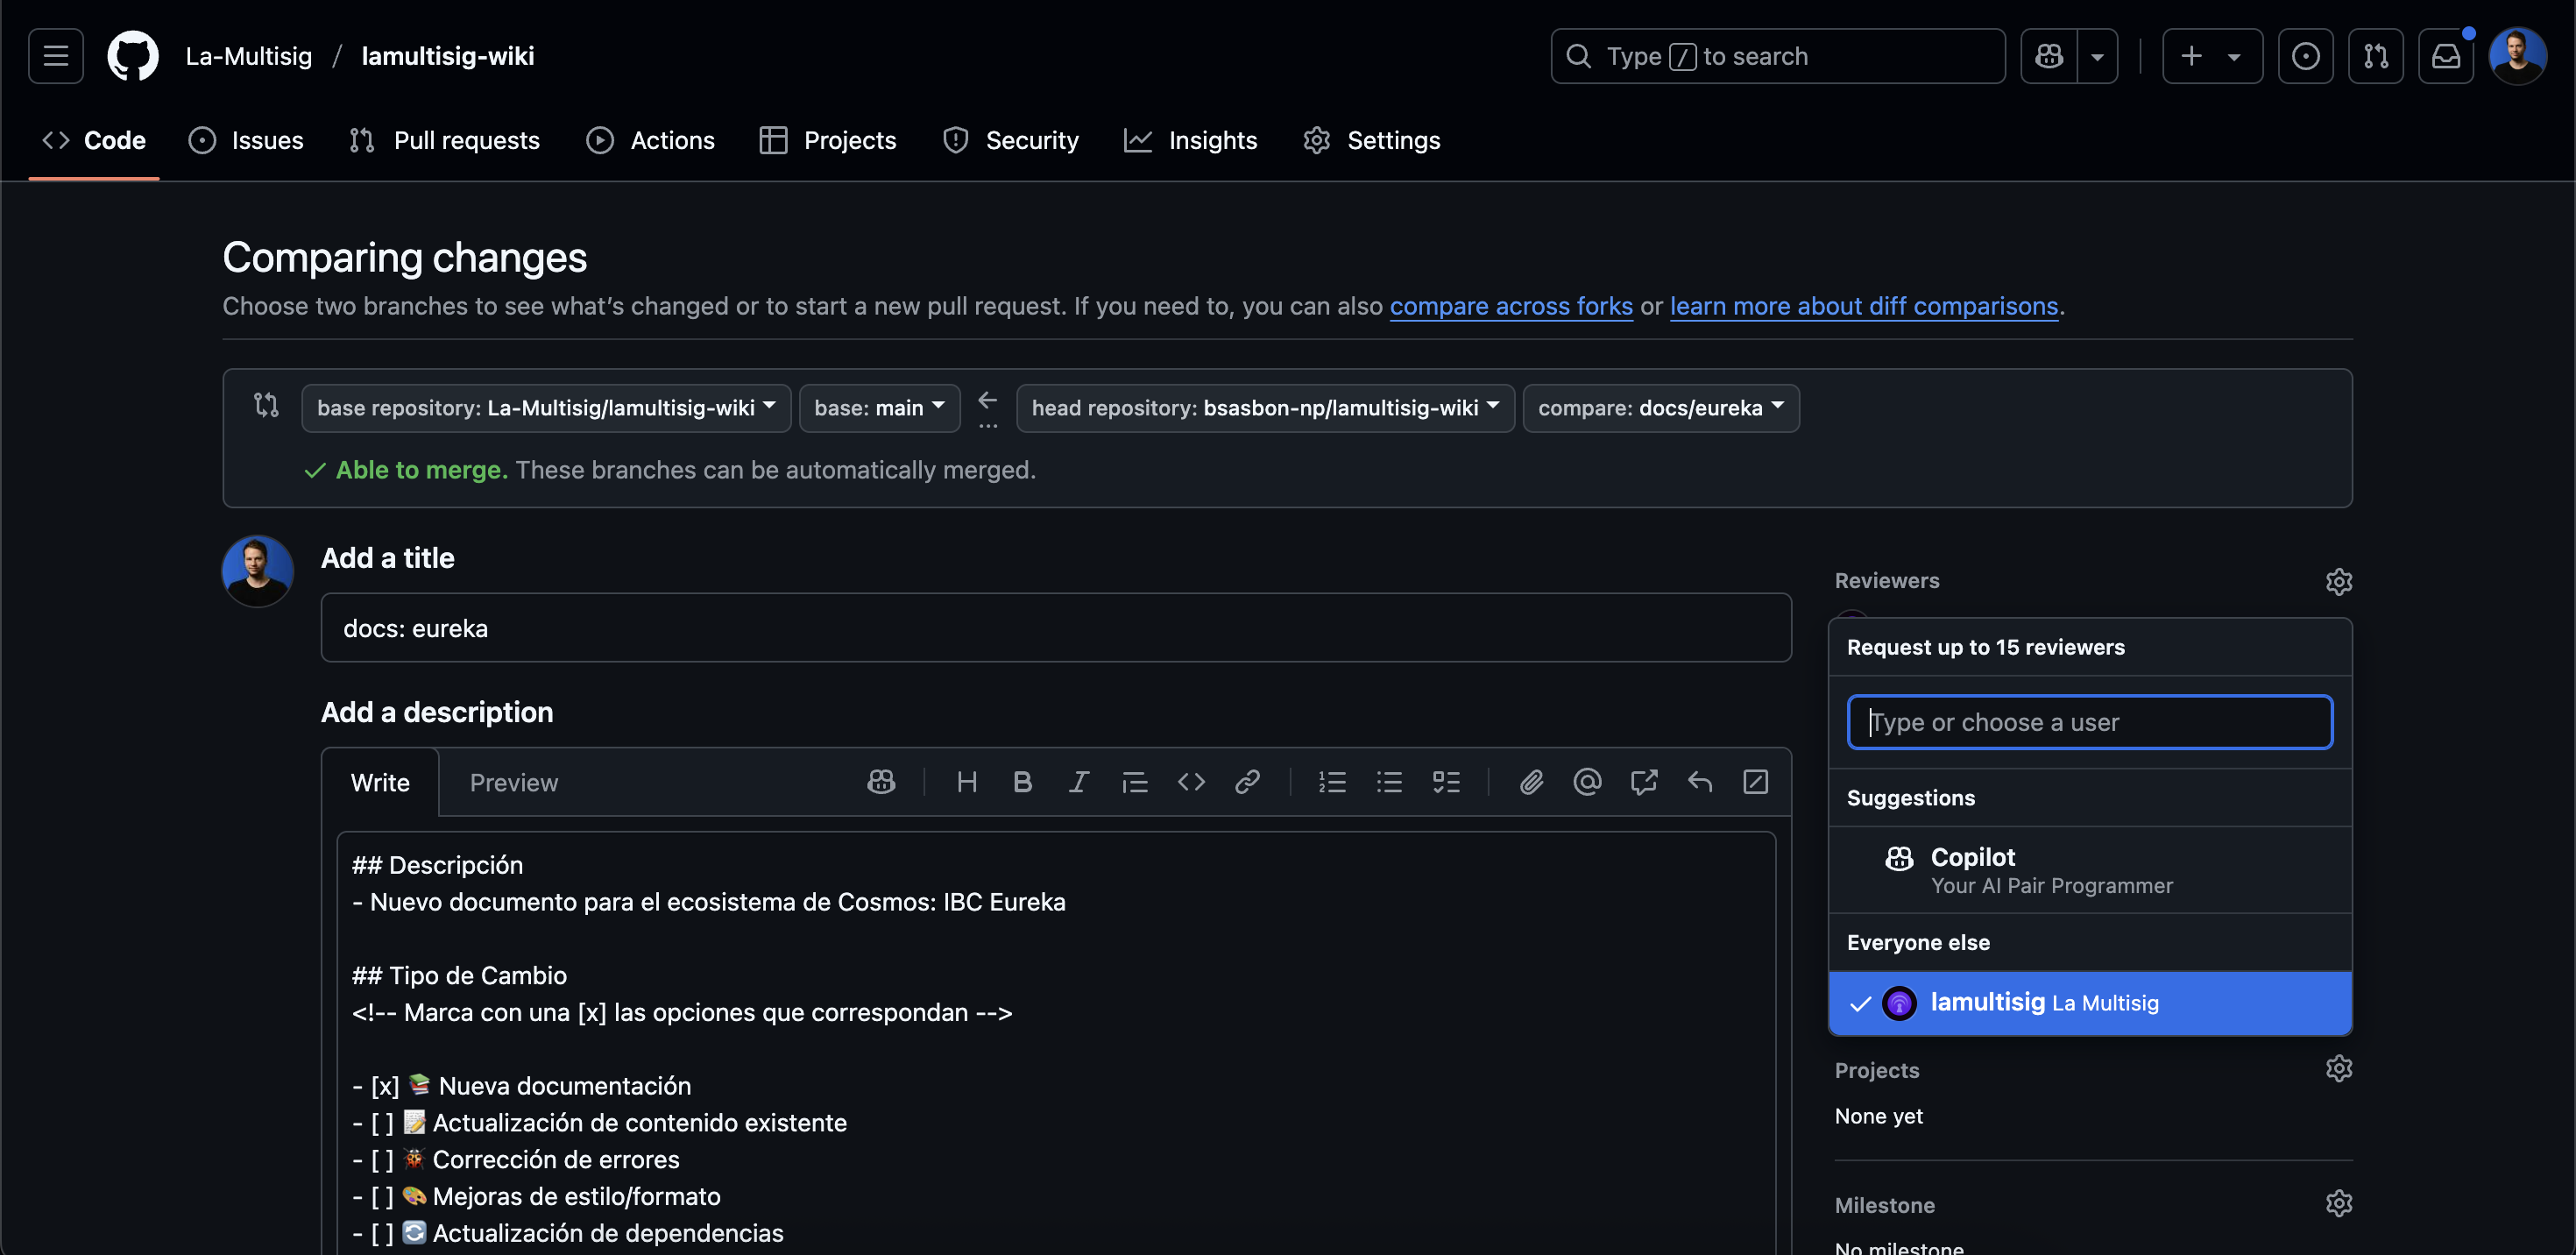 La-Multisig / lamultisig-wiki
Type / to search
Code Issues Pull requests Actions Projects Security Insights Settings
Comparing changes
Choose two branches to see what’s changed or to start a new pull request. If you need to, you can also compare across forks or learn more about diff comparisons.
base repository: La-Multisig/lamultisig-wiki base: main ← ... head repository: bsasbon-np/lamultisig-wiki compare: docs/eureka
Able to merge. These branches can be automatically merged.
Add a title
docs: eureka
Add a description
Write Preview
## Descripción
- Nuevo documento para el ecosistema de Cosmos: IBC Eureka
## Tipo de Cambio
<!-- Marca con una [x] las opciones que correspondan -->
- [x] 📚 Nueva documentación
- [ ] 📝 Actualización de contenido existente
- [ ] 🐞 Corrección de errores
- [ ] 🎨 Mejoras de estilo/formato
- [ ] 🔄 Actualización de dependencias
Reviewers
Request up to 15 reviewers
Type or choose a user
Suggestions
Copilot
Your AI Pair Programmer
Everyone else
lamultisig La Multisig
Projects
None yet
Milestone
No milestone